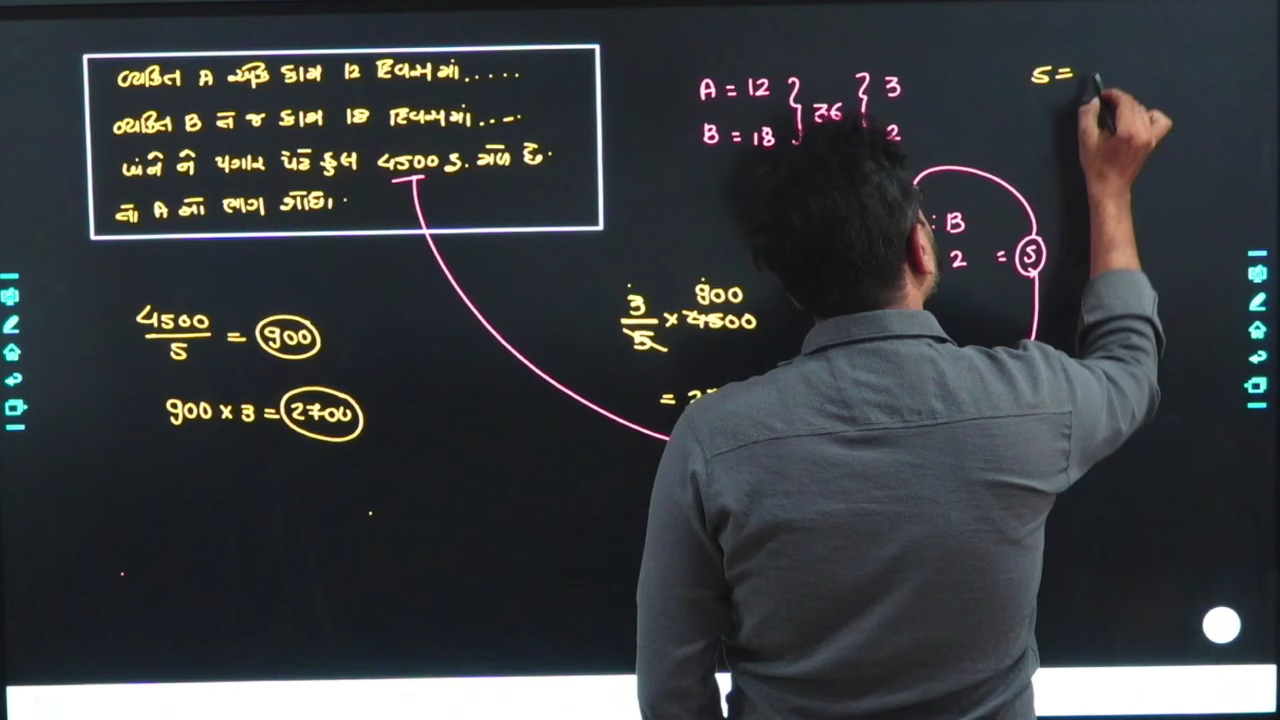 વ્યકિત A એક કામ 12 દિવસમાં.....
વ્યકિત B તે જ કામ 18 દિવસમાં....
બંને ને પગાર પેટે કુલ 4500 રૂ. મળે છે.
તો A નો ભાગ શોધો.
A = 12
B = 18
36
3
2
5 =
: B
2 = 5
4500/5 = 900
900 × 3 = 2700
3/5 × 4500
900